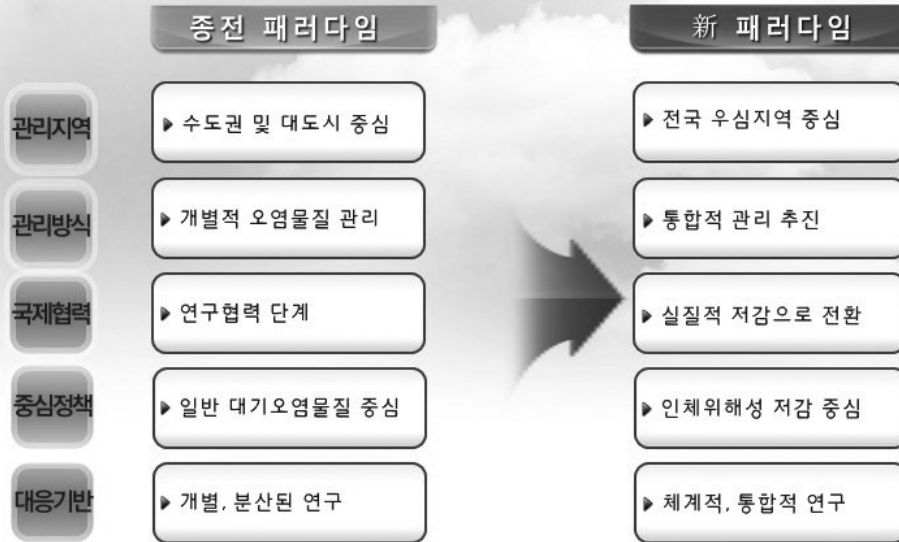 종전 패러다임
新 패러다임
관리지역
▶ 수도권 및 대도시 중심
▶ 전국 우심지역 중심
관리방식
▶ 개별적 오염물질 관리
▶ 통합적 관리 추진
국제협력
▶ 연구협력 단계
▶ 실질적 저감으로 전환
중심정책
▶ 일반 대기오염물질 중심
▶ 인체위해성 저감 중심
대응기반
▶ 개별, 분산된 연구
▶ 체계적, 통합적 연구